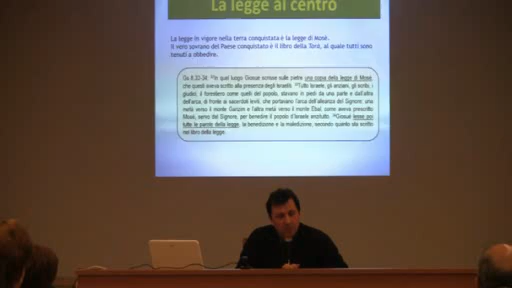 La legge al centro
La legge in vigore nella terra conquistata è la legge di Mosè.
Il vero sovrano del Paese conquistato è il libro della Torà, al quale tutti sono
tenuti a obbedire.
Gs 8,32-34: In quel luogo Giosuè scrisse sulle pietre una copia della legge di Mosè,
che questi aveva scritto alla presenza degli Israeliti. Tutto Israele, gli anziani, gli scribi, i
giudici, il forestiero come quelli del popolo, stavano in piedi da una parte e dall'altra
dell'arca, di fronte ai sacerdoti leviti, che portavano l'arca dell'alleanza del Signore: una
metà verso il monte Garizìm e l'altra metà verso il monte Ebal, come aveva prescritto
Mosè, servo del Signore, per benedire il popolo d'Israele anzitutto. Giosuè lesse poi
tutte le parole della legge, la benedizione e la maledizione, secondo quanto sta scritto
nel libro della legge.